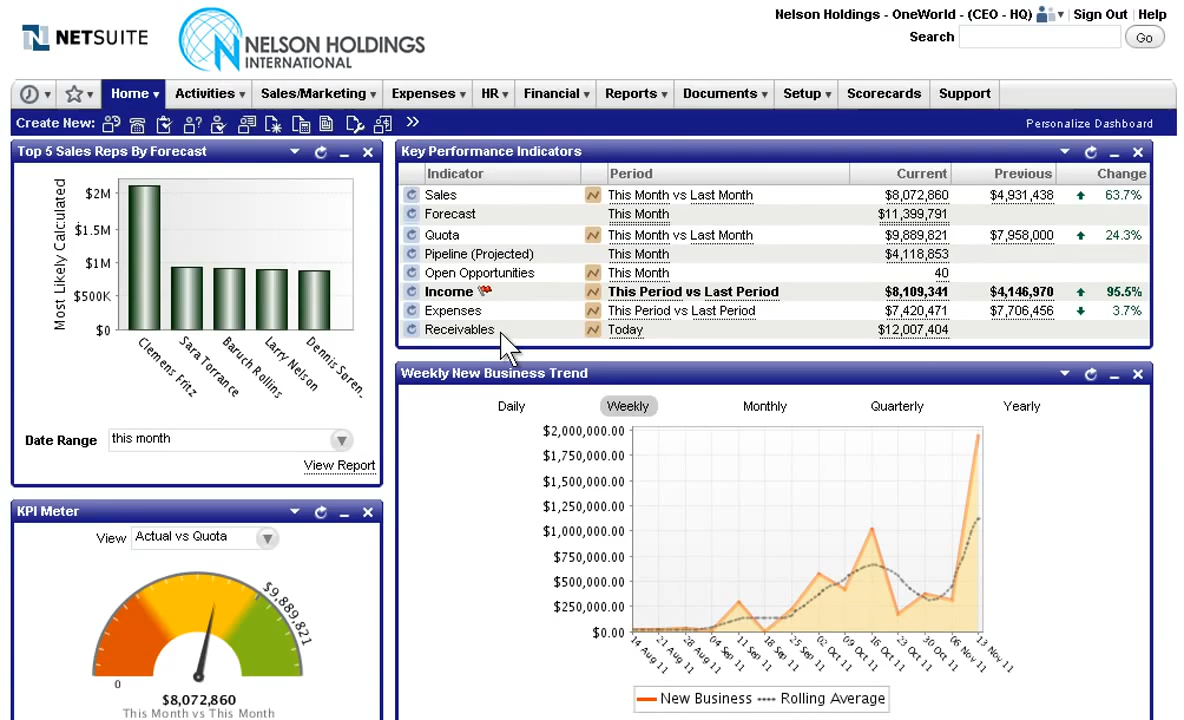 NETSUITE
NELSON HOLDINGS
INTERNATIONAL
Nelson Holdings - OneWorld - (CEO - HQ) Sign Out | Help
Search Go
Home Activities Sales/Marketing Expenses HR Financial Reports Documents Setup Scorecards Support
Create New: Personalize Dashboard
Top 5 Sales Reps By Forecast
Most Likely Calculated
$2M
$1.5M
$1M
$500K
$0
Clemens Fritz
Sara Torrance
Baruch Rollins
Larry Nelson
Dennis Soren..
Date Range this month
View Report
KPI Meter
View Actual vs Quota
$9,889,821
0
$8,072,860
This Month vs This Month
Key Performance Indicators
Indicator Period Current Previous Change
Sales This Month vs Last Month $8,072,860 $4,931,438 63.7%
Forecast This Month $11,399,791
Quota This Month vs Last Month $9,889,821 $7,958,000 24.3%
Pipeline (Projected) This Month $4,118,853
Open Opportunities This Month 40
Income This Period vs Last Period $8,109,341 $4,146,970 95.5%
Expenses This Period vs Last Period $7,420,471 $7,706,456 3.7%
Receivables Today $12,007,404
Weekly New Business Trend
Daily Weekly Monthly Quarterly Yearly
$2,000,000.00
$1,750,000.00
$1,500,000.00
$1,250,000.00
$1,000,000.00
$750,000.00
$500,000.00
$250,000.00
$0.00
14 Aug 11
21 Aug 11
28 Aug 11
04 Sep 11
11 Sep 11
18 Sep 11
25 Sep 11
02 Oct 11
09 Oct 11
16 Oct 11
23 Oct 11
30 Oct 11
06 Nov 11
13 Nov 11
New Business Rolling Average